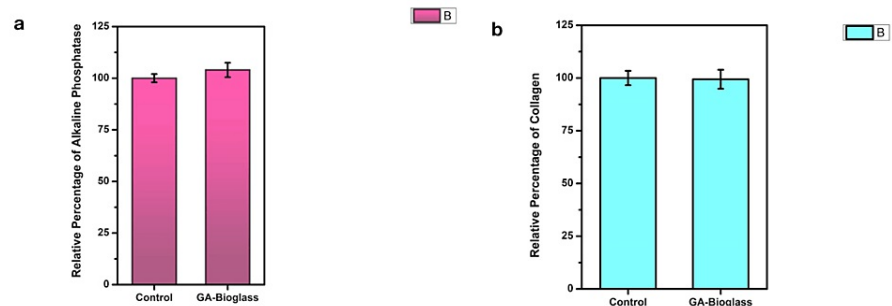 a
B
Relative Percentage of Alkaline Phosphatase
125
100
75
50
25
0
Control GA-Bioglass
b
B
Relative Percentage of Collagen
125
100
75
50
25
0
Control GA-Bioglass